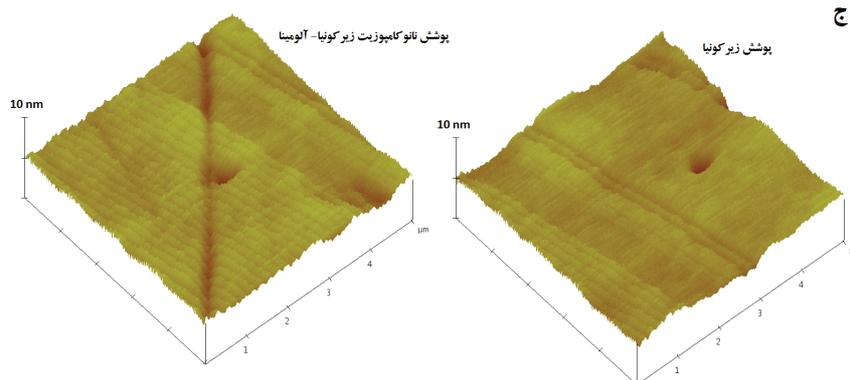 ج
پوشش زیرکونیا
پوشش نانوکامپوزیت زیرکونیا- آلومینا
10 nm
10 nm
µm
1
2
3
4
1
2
3
4